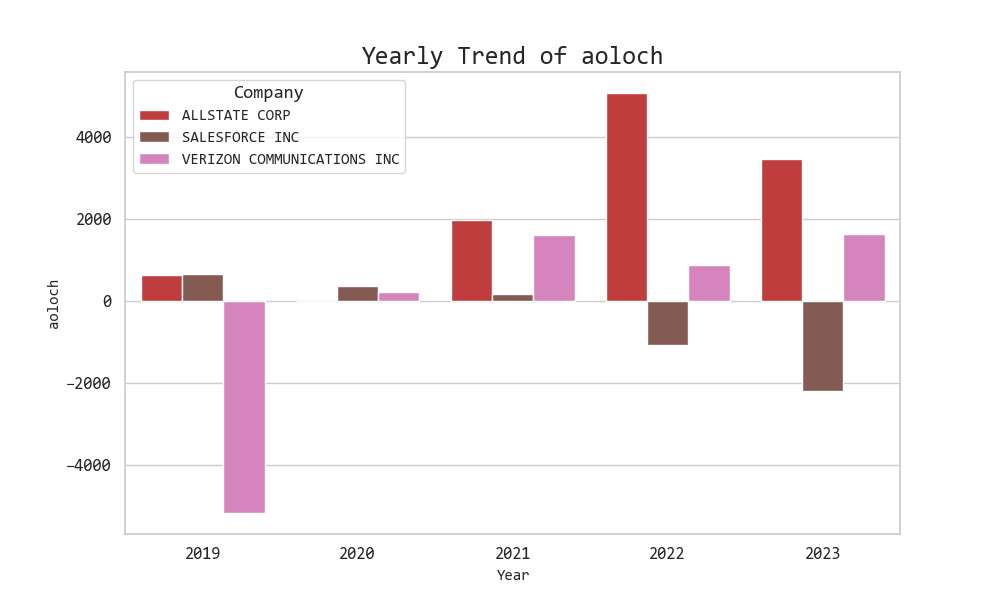 Yearly Trend of aoloch
Company
ALLSTATE CORP
SALESFORCE INC
VERIZON COMMUNICATIONS INC
4000
2000
0
−2000
−4000
aoloch
2019 2020 2021 2022 2023
Year